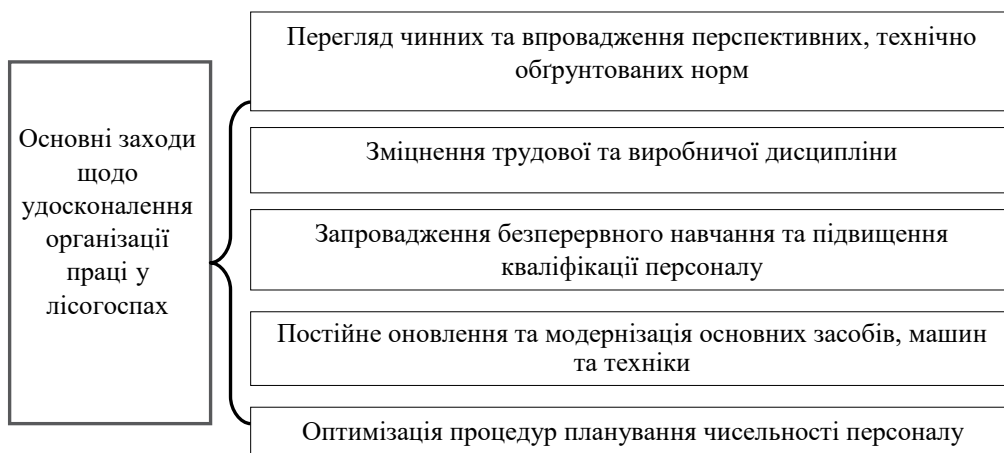 Основні заходи
щодо
удосконалення
організації
праці у
лісогоспах
Перегляд чинних та впровадження перспективних, технічно
обґрунтованих норм
Зміцнення трудової та виробничої дисципліни
Запровадження безперервного навчання та підвищення
кваліфікації персоналу
Постійне оновлення та модернізація основних засобів, машин
та техніки
Оптимізація процедур планування чисельності персоналу